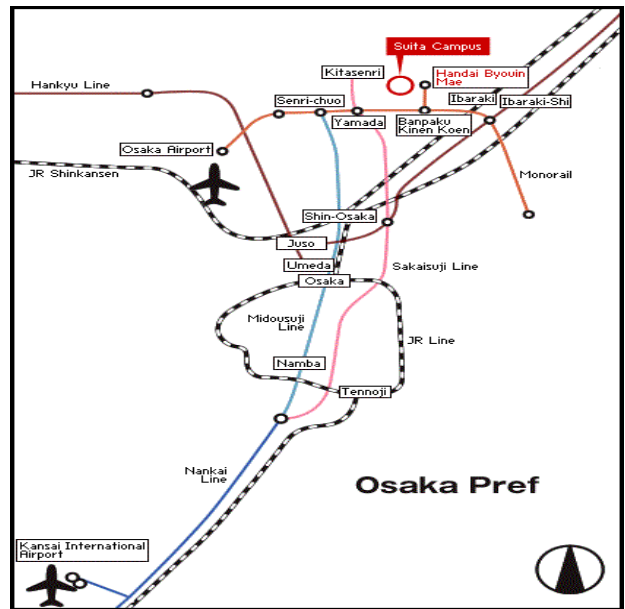 Suita Campus
Kitasenri
Handai Byouin
Mae
Hankyu Line
Senri-chuo
Ibaraki
Ibaraki-Shi
Yamada
Banpaku
Kinen Koen
Osaka Airport
JR Shinkansen
Monorail
Shin-Osaka
Juso
Umeda
Sakaisuji Line
Osaka
Midousuji
Line
JR Line
Namba
Tennoji
Nankai
Line
Osaka Pref
Kansai International
Airport